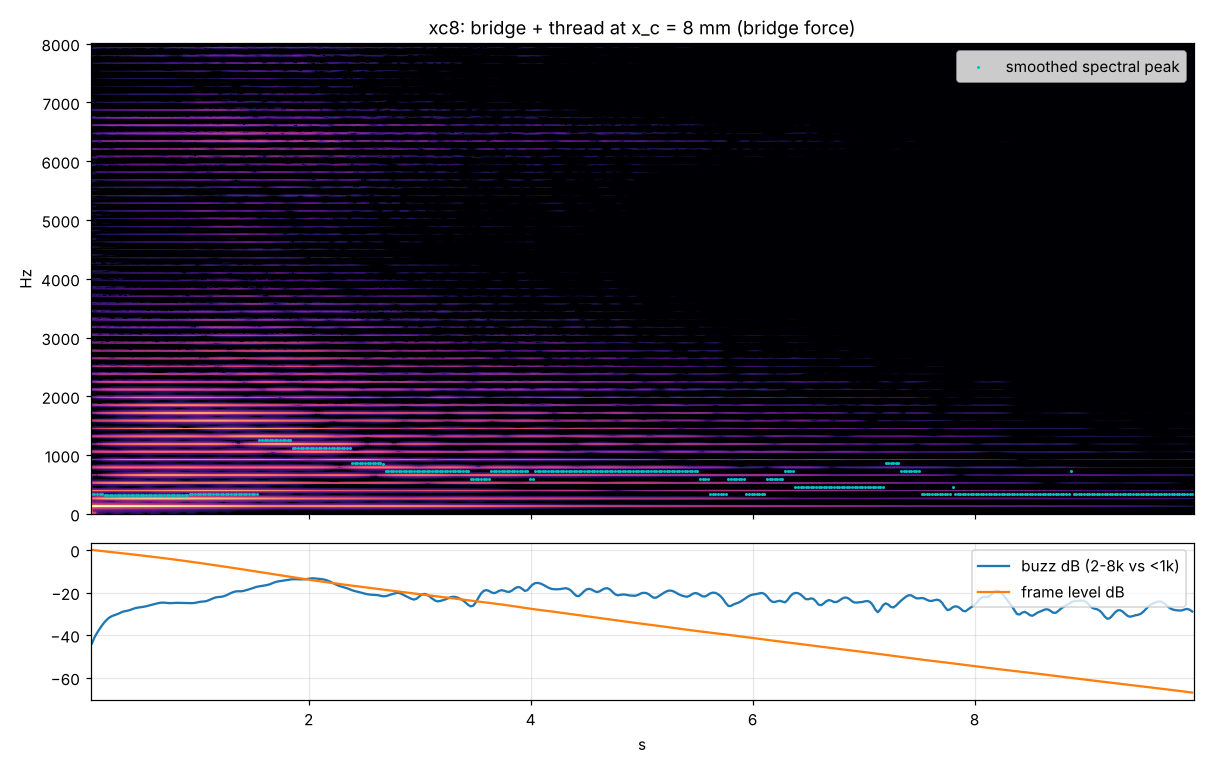 xc8: bridge + thread at x_c = 8 mm (bridge force)
smoothed spectral peak
8000
7000
6000
5000
4000
3000
2000
1000
0
Hz
buzz dB (2-8k vs <1k)
frame level dB
0
−20
−40
−60
2
4
6
8
s